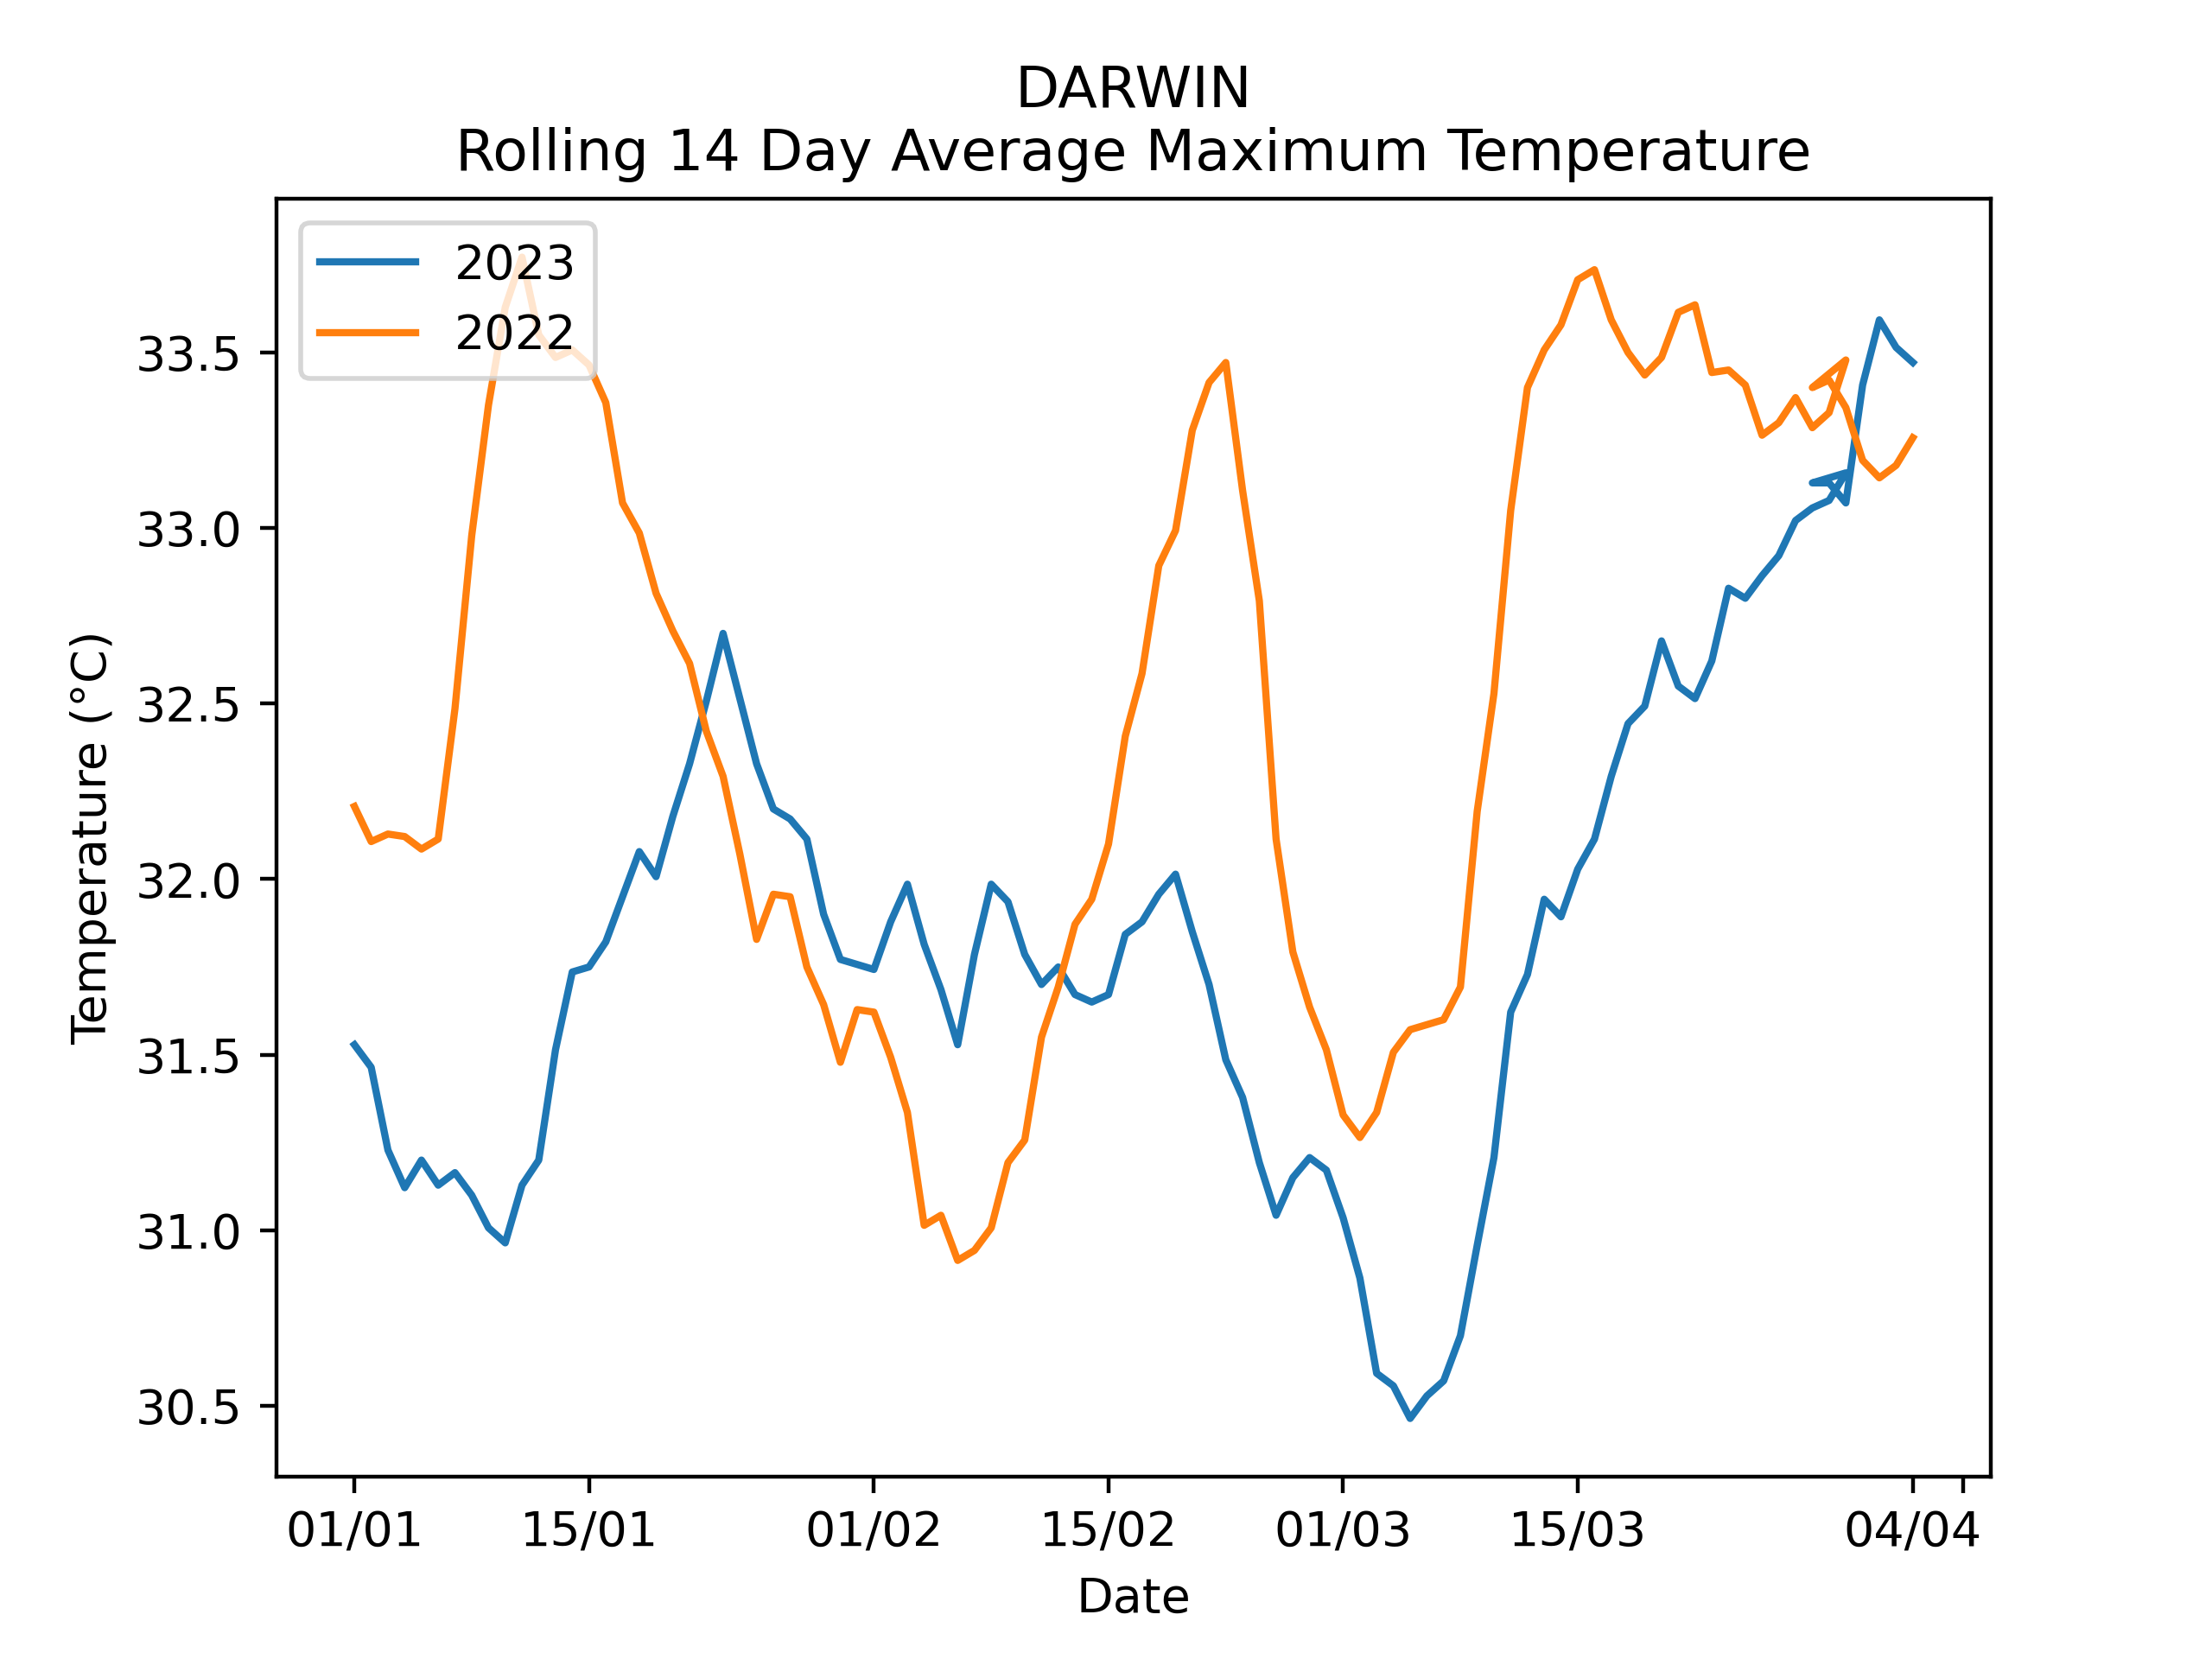 DARWIN
Rolling 14 Day Average Maximum Temperature
2023
2022
33.5
33.0
32.5
32.0
31.5
31.0
30.5
Temperature (°C)
01/01 15/01 01/02 15/02 01/03 15/03 04/04
Date